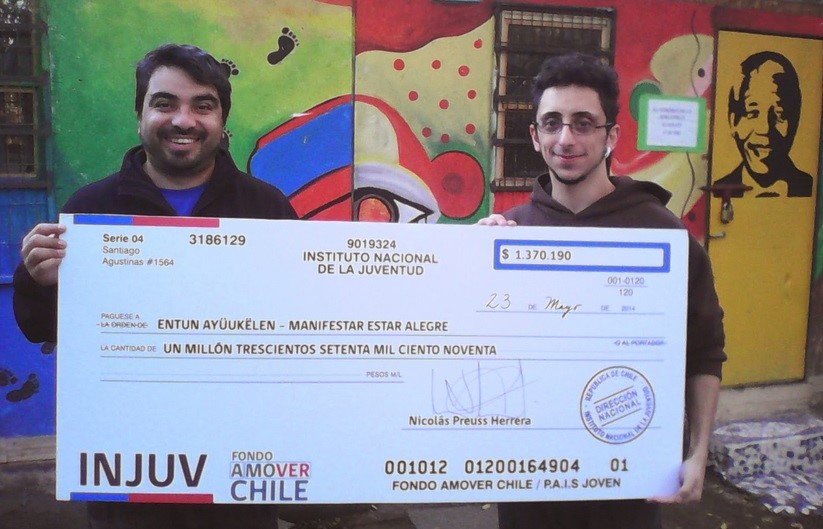 Serie 04 3186129
Santiago
Agustinas #1564
9019324
INSTITUTO NACIONAL
DE LA JUVENTUD
$ 1.370.190
001-0120
120
23 DE Mayo DE 2014
PAGUESE A
LA ORDEN DE ENTUN AYÜUKËLEN - MANIFESTAR ESTAR ALEGRE
O AL PORTADOR
LA CANTIDAD DE UN MILLÓN TRESCIENTOS SETENTA MIL CIENTO NOVENTA
PESOS M/L
Nicolás Preuss Herrera
REPUBLICA DE CHILE
DIRECCIÓN
NACIONAL
INSTITUTO NACIONAL DE LA JUVENTUD
INJUV
FONDO
AMOVER
CHILE
001012 01200164904 01
FONDO AMOVER CHILE / P.A.I.S JOVEN